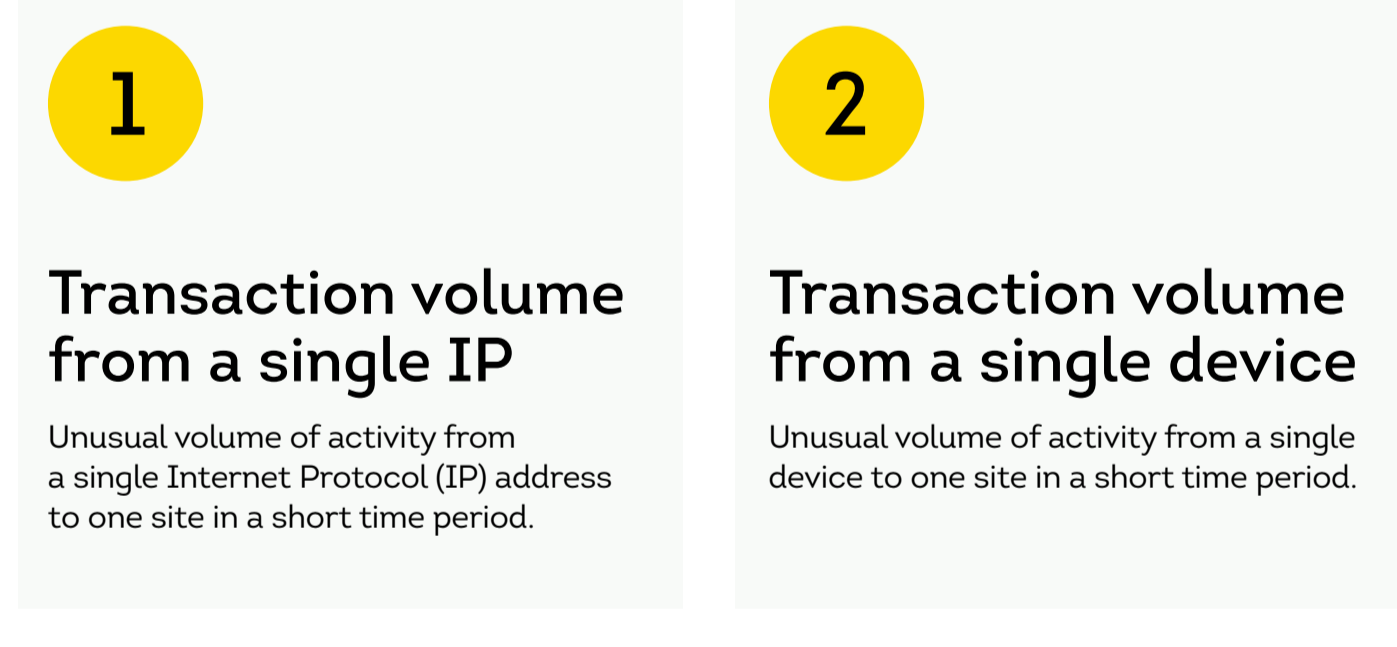 1
Transaction volume
from a single IP
Unusual volume of activity from
a single Internet Protocol (IP) address
to one site in a short time period.
2
Transaction volume
from a single device
Unusual volume of activity from a single
device to one site in a short time period.